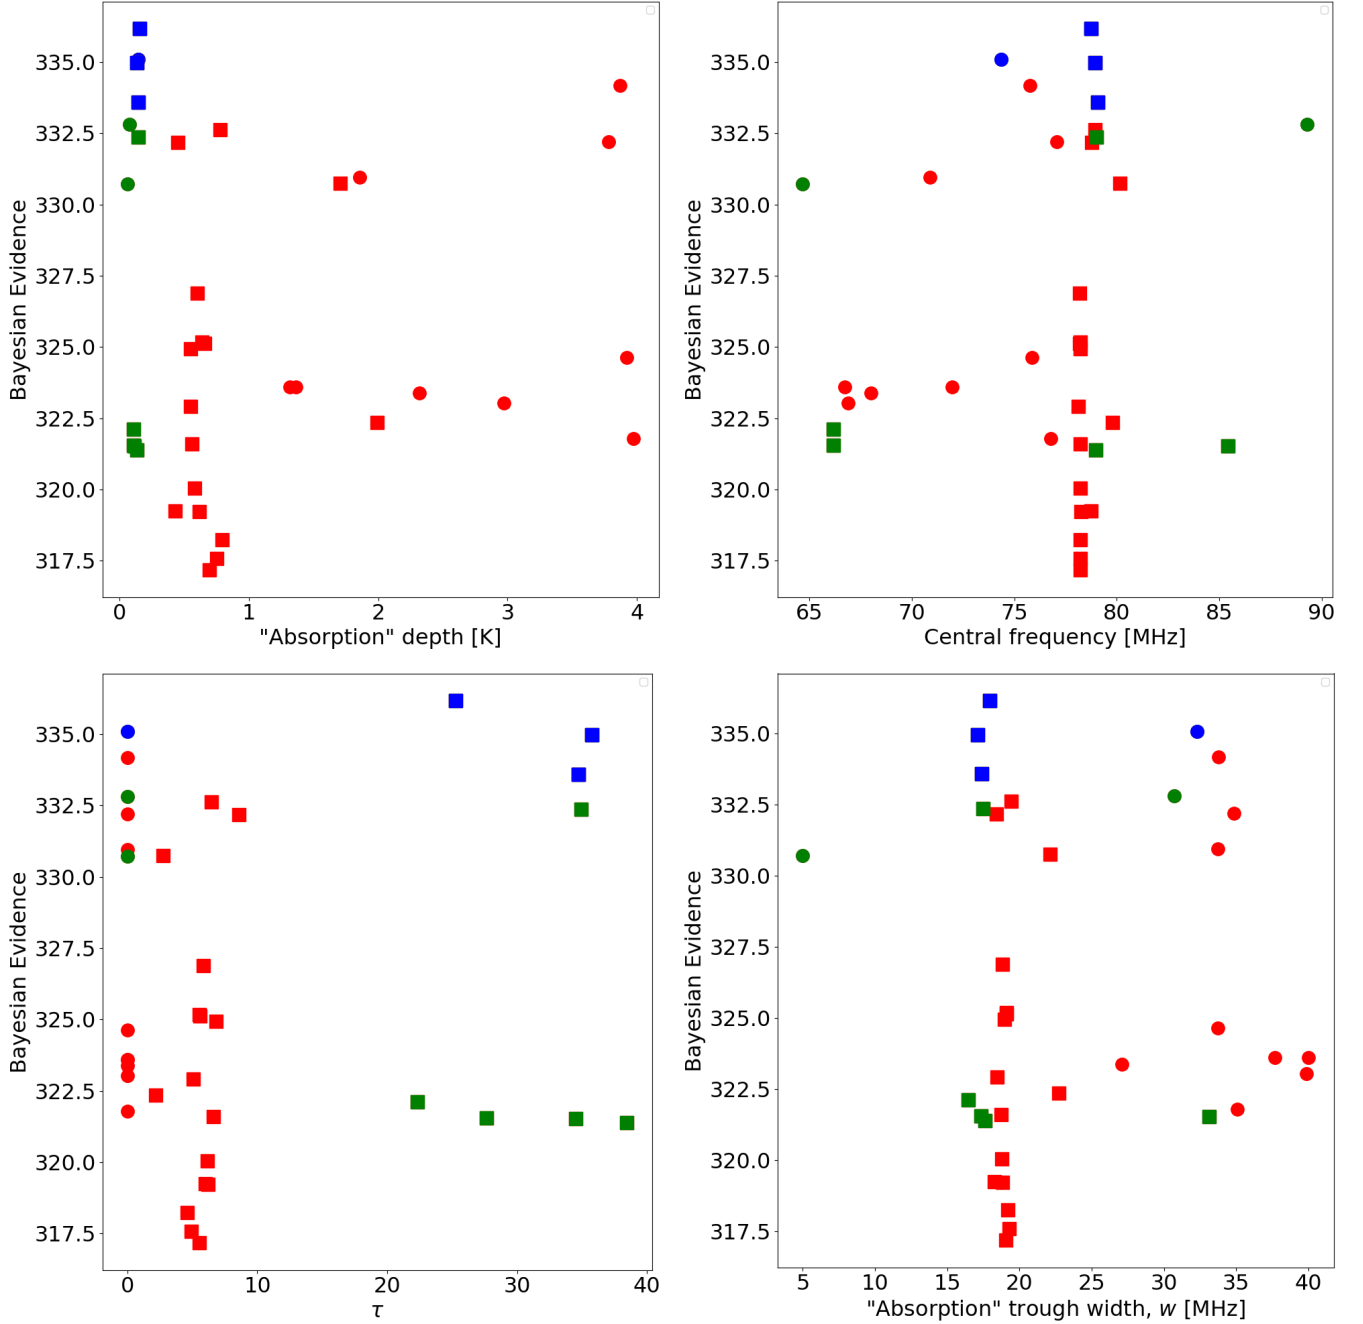 335.0
332.5
330.0
327.5
325.0
322.5
320.0
317.5
Bayesian Evidence
0 1 2 3 4
"Absorption" depth [K]
335.0
332.5
330.0
327.5
325.0
322.5
320.0
317.5
Bayesian Evidence
65 70 75 80 85 90
Central frequency [MHz]
335.0
332.5
330.0
327.5
325.0
322.5
320.0
317.5
Bayesian Evidence
0 10 20 30 40
τ
335.0
332.5
330.0
327.5
325.0
322.5
320.0
317.5
Bayesian Evidence
5 10 15 20 25 30 35 40
"Absorption" trough width, w [MHz]